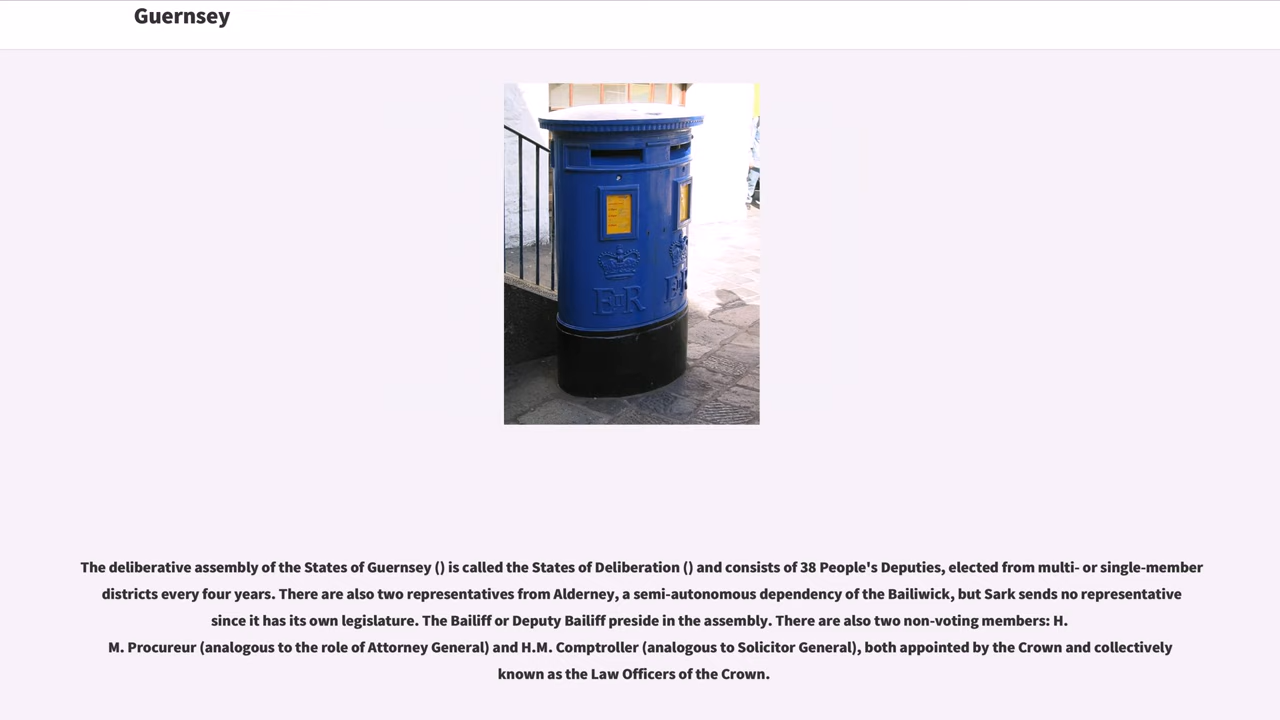 Guernsey
EIIR
The deliberative assembly of the States of Guernsey () is called the States of Deliberation () and consists of 38 People's Deputies, elected from multi- or single-member
districts every four years. There are also two representatives from Alderney, a semi-autonomous dependency of the Bailiwick, but Sark sends no representative
since it has its own legislature. The Bailiff or Deputy Bailiff preside in the assembly. There are also two non-voting members: H.
M. Procureur (analogous to the role of Attorney General) and H.M. Comptroller (analogous to Solicitor General), both appointed by the Crown and collectively
known as the Law Officers of the Crown.